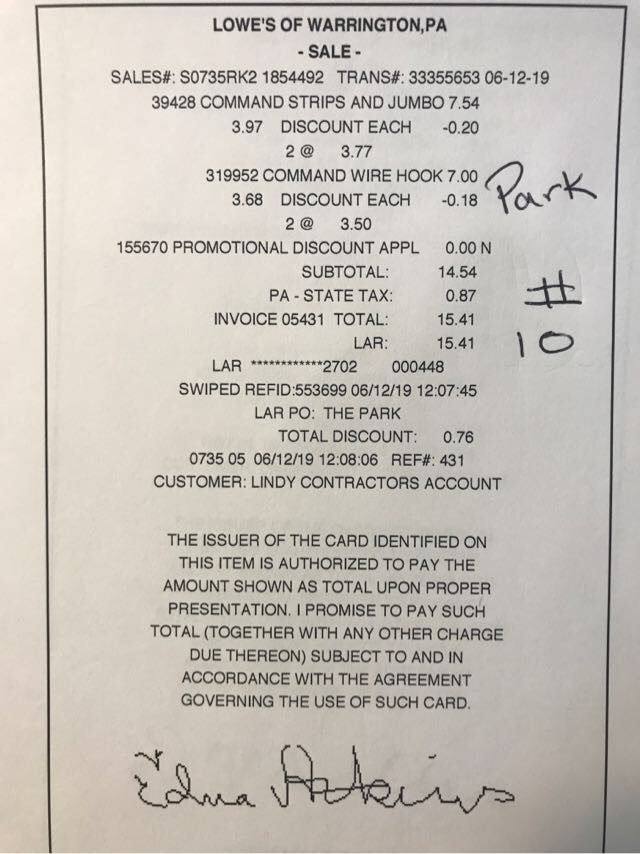 LOWE'S OF WARRINGTON,PA
- SALE -
SALES#: S0735RK2 1854492 TRANS#: 33355653 06-12-19
39428 COMMAND STRIPS AND JUMBO 7.54
3.97 DISCOUNT EACH -0.20
2 @ 3.77
319952 COMMAND WIRE HOOK 7.00
3.68 DISCOUNT EACH -0.18
2 @ 3.50
Park
155670 PROMOTIONAL DISCOUNT APPL 0.00 N
SUBTOTAL: 14.54
PA - STATE TAX: 0.87
INVOICE 05431 TOTAL: 15.41
LAR: 15.41
#
10
LAR ************2702 000448
SWIPED REFID:553699 06/12/19 12:07:45
LAR PO: THE PARK
TOTAL DISCOUNT: 0.76
0735 05 06/12/19 12:08:06 REF#: 431
CUSTOMER: LINDY CONTRACTORS ACCOUNT
THE ISSUER OF THE CARD IDENTIFIED ON
THIS ITEM IS AUTHORIZED TO PAY THE
AMOUNT SHOWN AS TOTAL UPON PROPER
PRESENTATION. I PROMISE TO PAY SUCH
TOTAL (TOGETHER WITH ANY OTHER CHARGE
DUE THEREON) SUBJECT TO AND IN
ACCORDANCE WITH THE AGREEMENT
GOVERNING THE USE OF SUCH CARD.
Edna